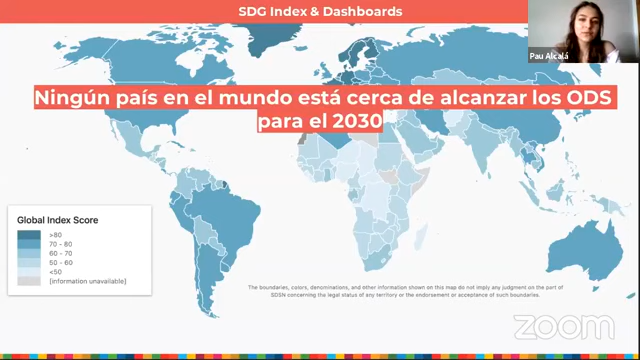 SDG Index & Dashboards
Pau Alcalá
Ningún país en el mundo está cerca de alcanzar los ODS
para el 2030
Global Index Score
>80
70 - 80
60 - 70
50 - 60
<50
[information unavailable]
The boundaries, colors, denominations, and other information shown on this map do not imply any judgment on the part of
SDSN concerning the legal status of any territory or the endorsement or acceptance of such boundaries.
zoom